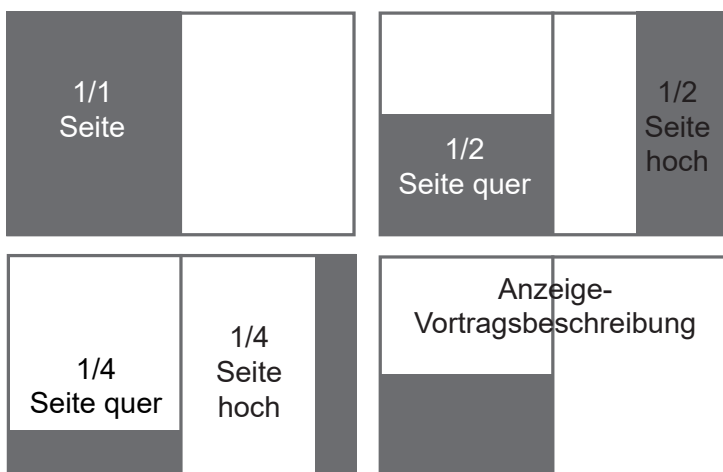 1/1
Seite
1/2
Seite quer
1/2
Seite
hoch
1/4
Seite quer
1/4
Seite
hoch
Anzeige-
Vortragsbeschreibung